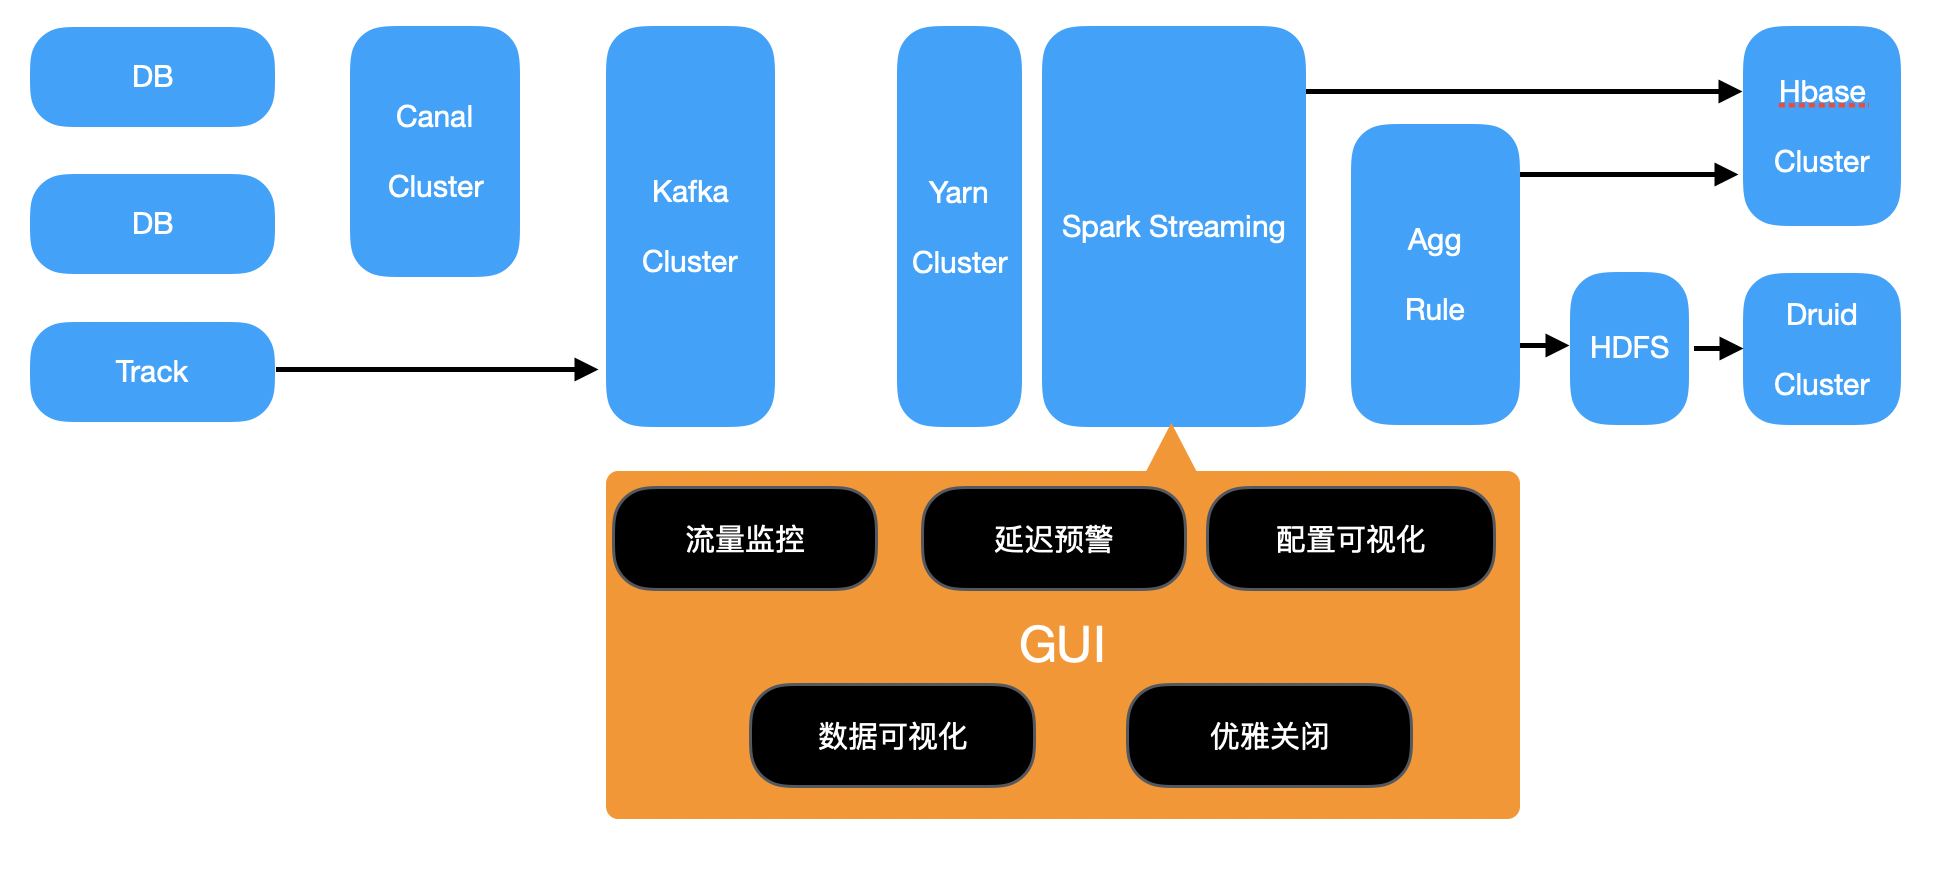 DB
DB
Track
Canal
Cluster
Kafka
Cluster
Yarn
Cluster
Spark Streaming
Agg
Rule
HDFS
Hbase
Cluster
Druid
Cluster
流量监控
延迟预警
配置可视化
GUI
数据可视化
优雅关闭